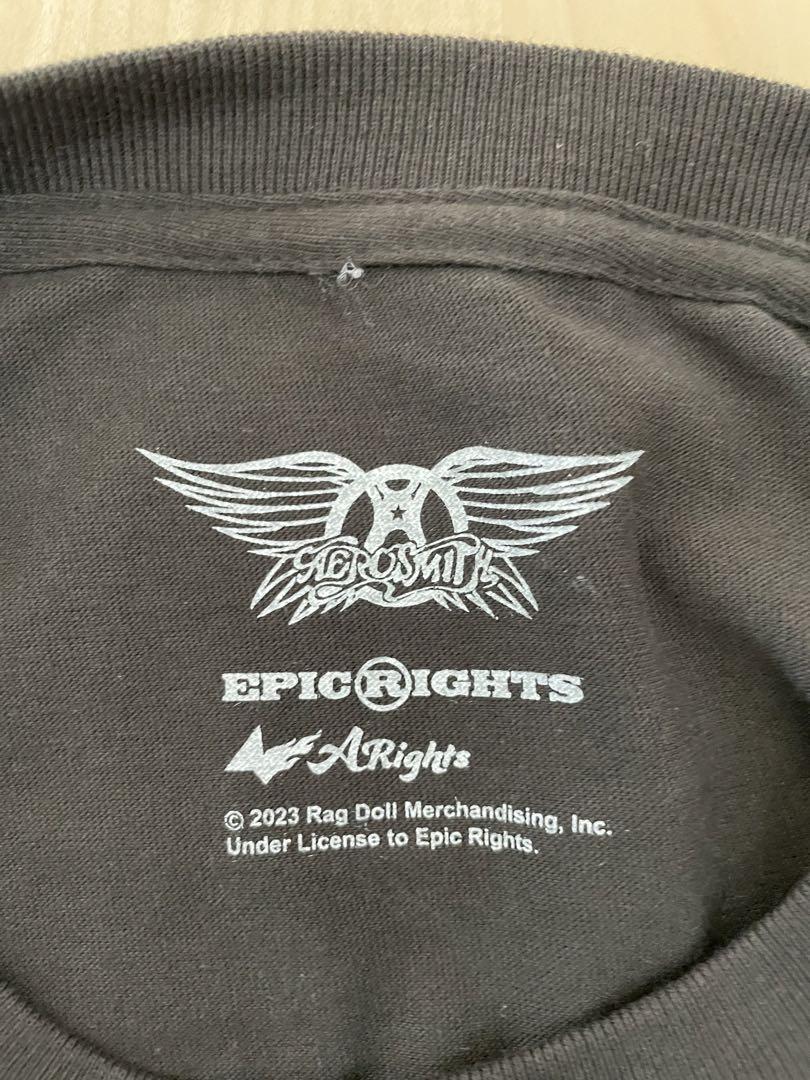 AEROSMITH
EPIC RIGHTS
ARights
© 2023 Rag Doll Merchandising, Inc.
Under License to Epic Rights.